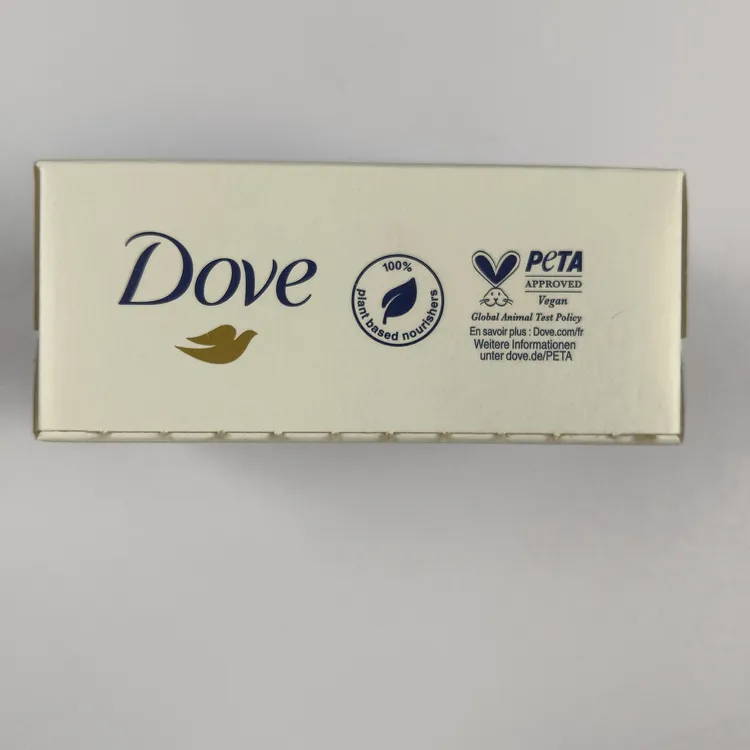 Dove
100%
plant based nourishers
PeTA
APPROVED
Vegan
Global Animal Test Policy
En savoir plus : Dove.com/fr
Weitere Informationen
unter dove.de/PETA